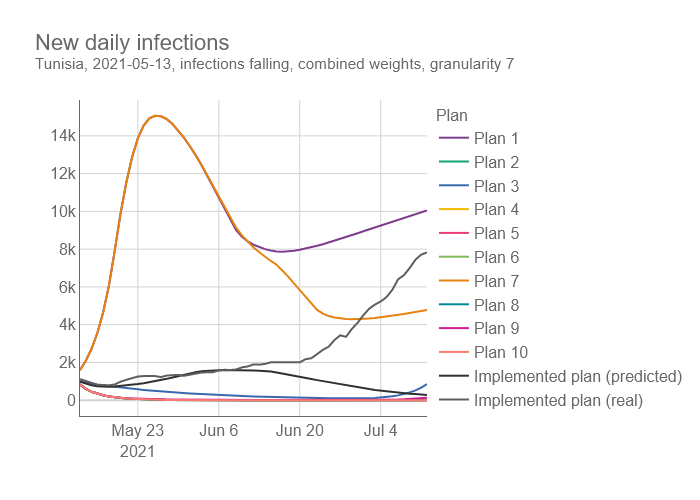 New daily infections
Tunisia, 2021-05-13, infections falling, combined weights, granularity 7
14k
12k
10k
8k
6k
4k
2k
0
May 23
2021
Jun 6
Jun 20
Jul 4
Plan
Plan 1
Plan 2
Plan 3
Plan 4
Plan 5
Plan 6
Plan 7
Plan 8
Plan 9
Plan 10
Implemented plan (predicted)
Implemented plan (real)